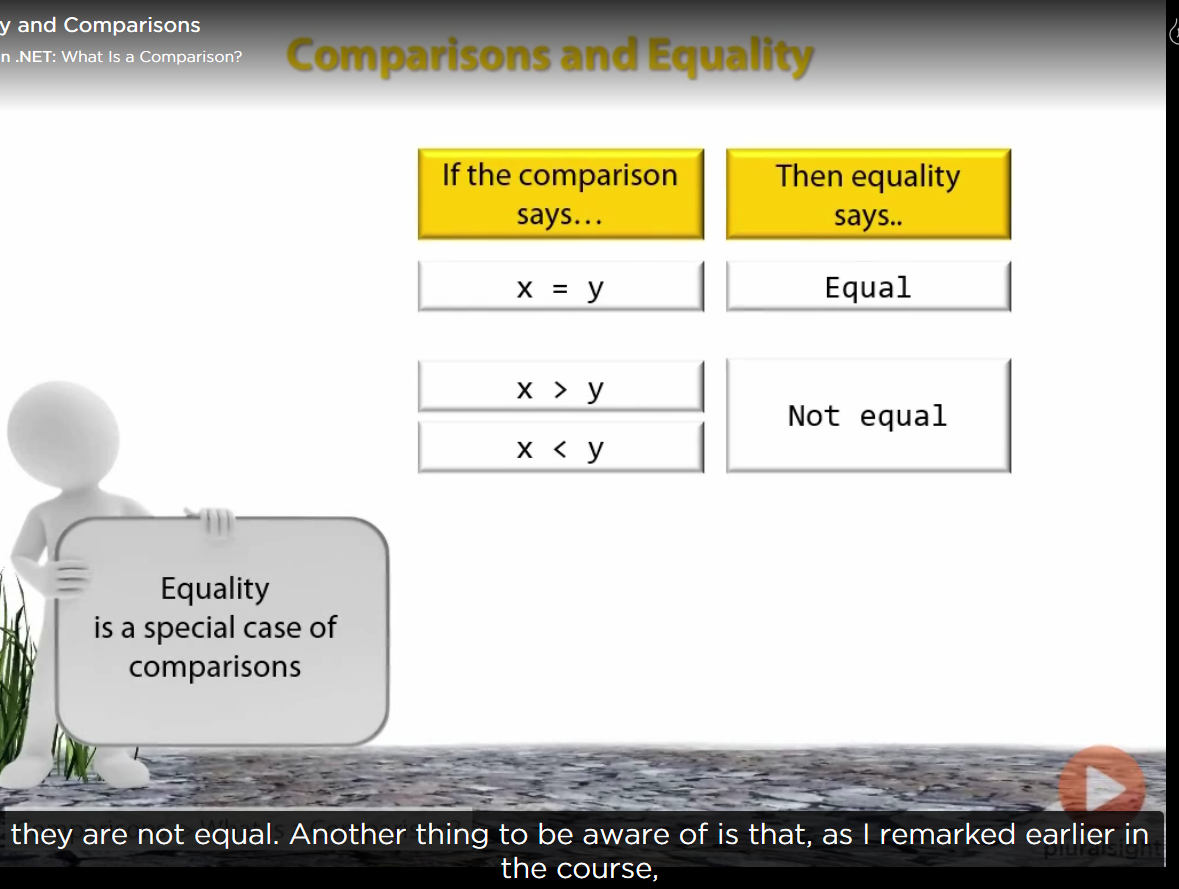 y and Comparisons
n .NET: What Is a Comparison?
Comparisons and Equality
If the comparison
says...
Then equality
says..
x = y
Equal
x > y
x < y
Not equal
Equality
is a special case of
comparisons
they are not equal. Another thing to be aware of is that, as I remarked earlier in
the course,
pluralsight